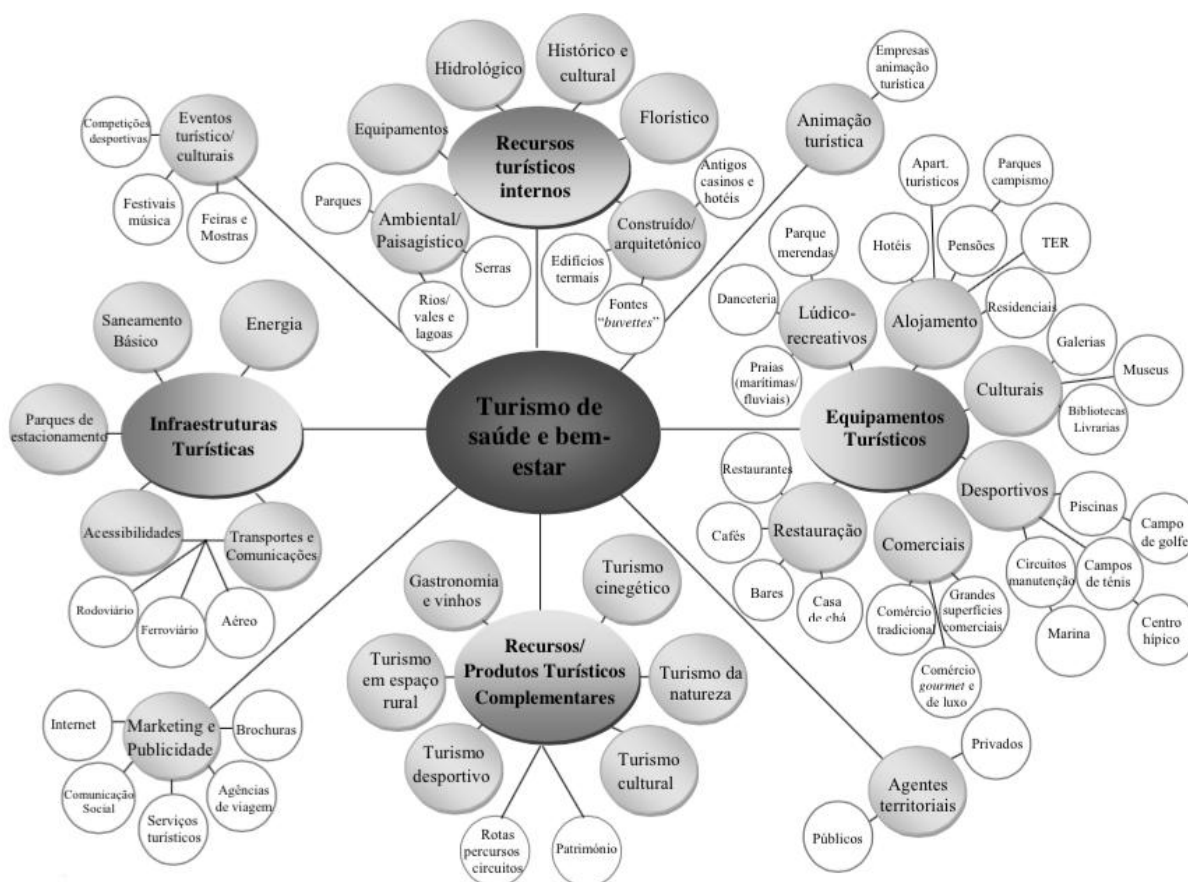 Empresas
animação
turística
Histórico e
cultural
Hidrológico
Competições
desportivas
Eventos
turístico/
culturais
Equipamentos
Recursos
turísticos
internos
Florístico
Animação
turística
Festivais
música
Feiras e
Mostras
Parques
Ambiental/
Paisagístico
Serras
Rios/
vales e
lagoas
Antigos
casinos e
hotéis
Construído/
arquitetónico
Edifícios
termais
Fontes
“buvettes”
Apart.
turísticos
Parques
campismo
Parque
merendas
Hotéis
Pensões
TER
Danceteria
Lúdico-
recreativos
Alojamento
Residenciais
Praias
(marítimas/
fluviais)
Galerias
Culturais
Museus
Bibliotecas
Livrarias
Saneamento
Básico
Energia
Parques de
estacionamento
Infraestruturas
Turísticas
Turismo de
saúde e bem-
estar
Equipamentos
Turísticos
Acessibilidades
Transportes e
Comunicações
Rodoviário
Ferroviário
Aéreo
Restaurantes
Cafés
Restauração
Bares
Casa
de chá
Comerciais
Comércio
tradicional
Grandes
superfícies
comerciais
Comércio
gourmet e
de luxo
Desportivos
Piscinas
Campo
de golfe
Circuitos
manutenção
Campos
de ténis
Marina
Centro
hípico
Gastronomia
e vinhos
Turismo
cinegético
Turismo
em espaço
rural
Recursos/
Produtos Turísticos
Complementares
Turismo da
natureza
Turismo
desportivo
Turismo
cultural
Rotas
percursos
circuitos
Património
Internet
Marketing e
Publicidade
Brochuras
Comunicação
Social
Serviços
turísticos
Agências
de viagem
Privados
Agentes
territoriais
Públicos